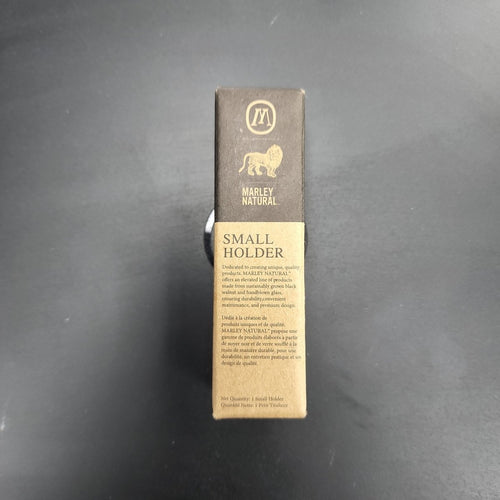 M
MARLEY
NATURAL
SMALL
HOLDER
Dedicated to creating unique, quality
products, MARLEY NATURAL™
offers an elevated line of products
made from sustainably grown black
walnut and handblown glass,
ensuring durability, convenient
maintenance, and premium design.
Dédié à la création de
produits uniques et de qualité,
MARLEY NATURAL™ propose une
gamme de produits élaborés à partir
de noyer noir et de verre soufflé à la
main de manière durable, pour une
durabilité, un entretien pratique et un
design de qualité.
Net Quantity: 1 Small Holder
Quantité Nette: 1 Petit Titulaire